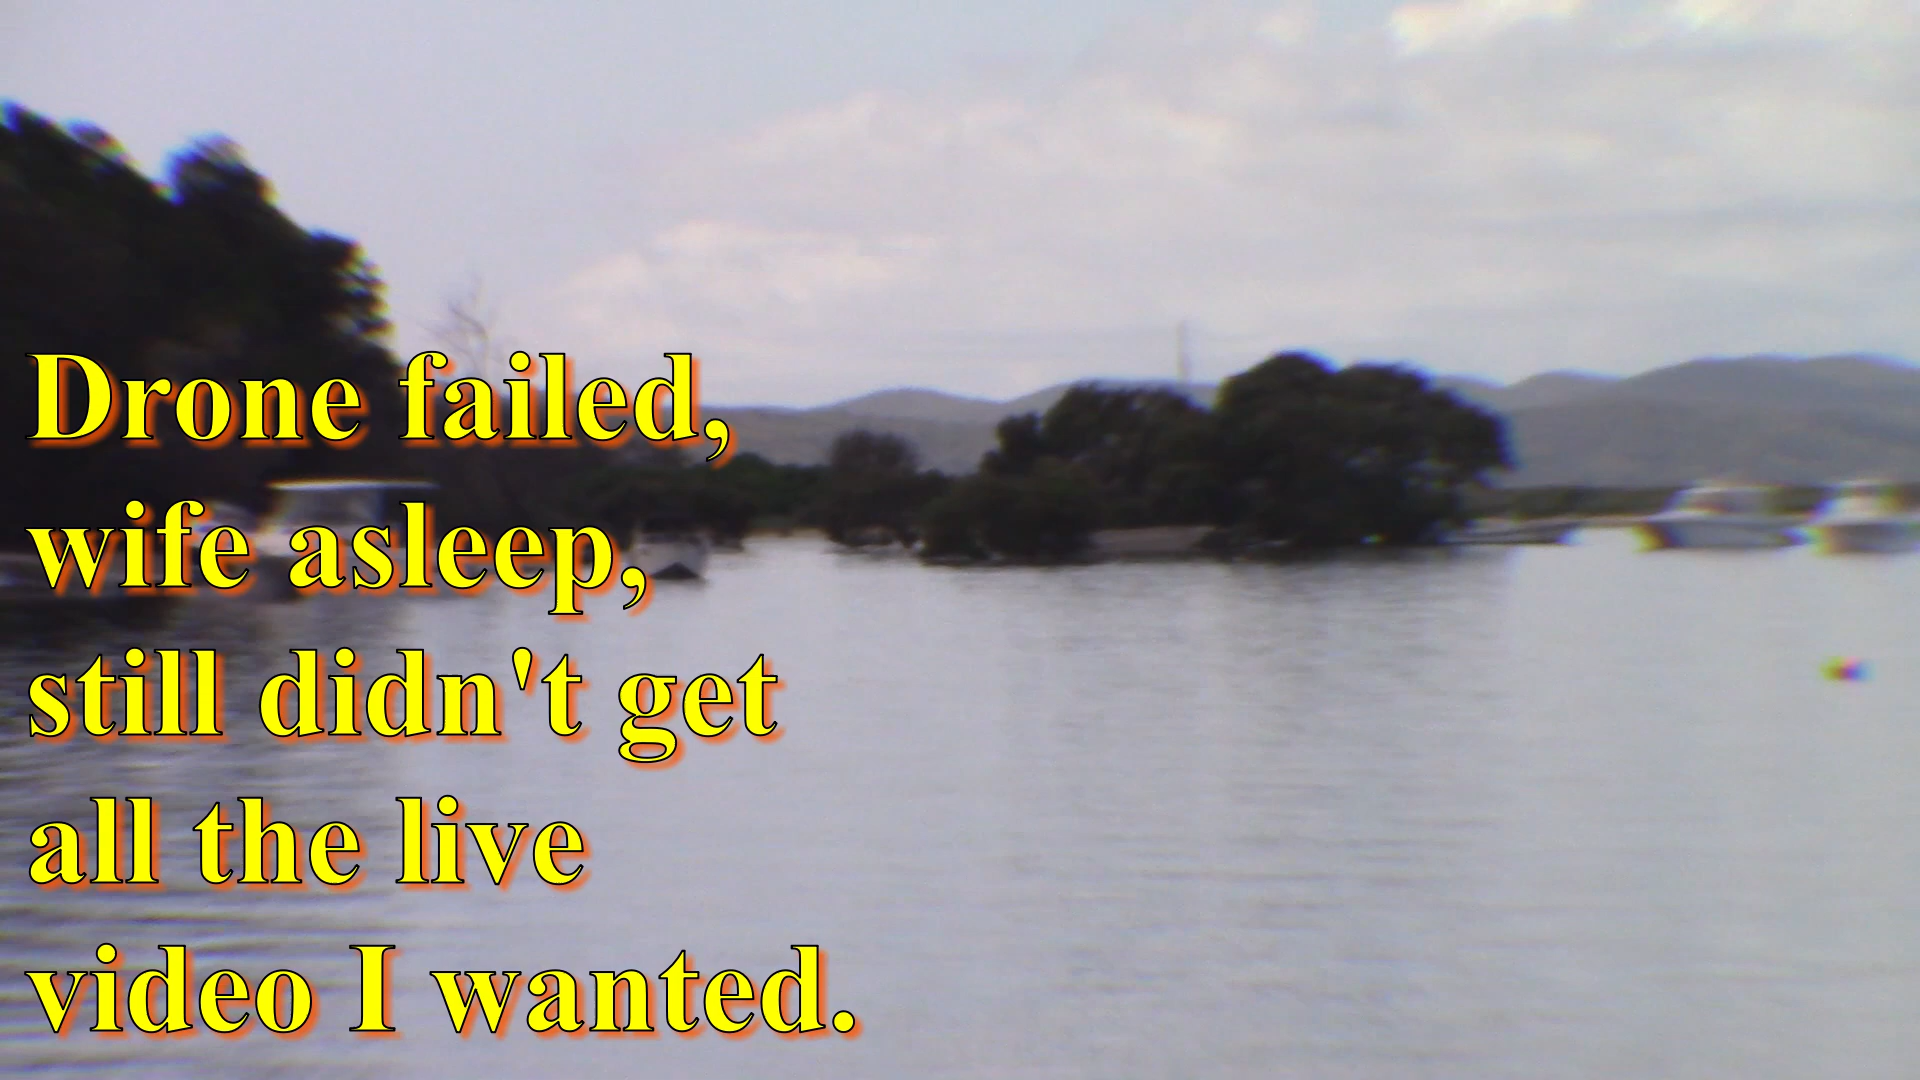 Drone failed,
wife asleep,
still didn't get
all the live
video I wanted.